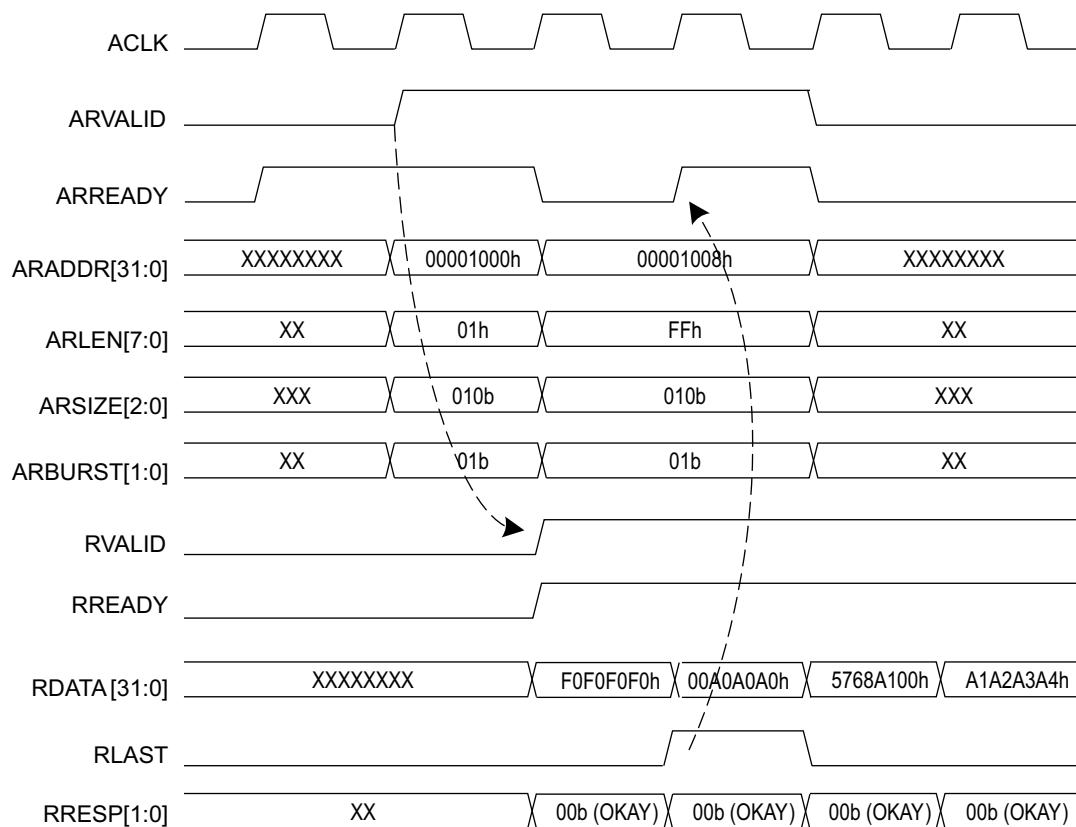 ACLK
ARVALID
ARREADY
ARADDR[31:0] XXXXXXXX 00001000h 00001008h XXXXXXXX
ARLEN[7:0] XX 01h FFh XX
ARSIZE[2:0] XXX 010b 010b XXX
ARBURST[1:0] XX 01b 01b XX
RVALID
RREADY
RDATA[31:0] XXXXXXXX F0F0F0F0h 00A0A0A0h 5768A100h A1A2A3A4h
RLAST
RRESP[1:0] XX 00b (OKAY) 00b (OKAY) 00b (OKAY) 00b (OKAY)